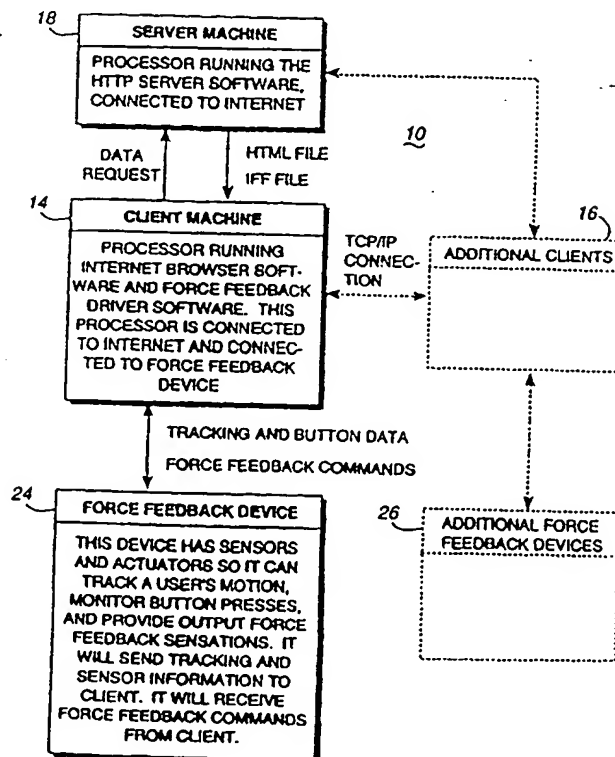 18
SERVER MACHINE
PROCESSOR RUNNING THE
HTTP SERVER SOFTWARE,
CONNECTED TO INTERNET
10
DATA
REQUEST
HTML FILE
IFF FILE
14
CLIENT MACHINE
PROCESSOR RUNNING
INTERNET BROWSER SOFT-
WARE AND FORCE FEEDBACK
DRIVER SOFTWARE. THIS
PROCESSOR IS CONNECTED
TO INTERNET AND CONNEC-
TED TO FORCE FEEDBACK
DEVICE
TCP/IP
CONNEC-
TION
16
ADDITIONAL CLIENTS
TRACKING AND BUTTON DATA
FORCE FEEDBACK COMMANDS
24
FORCE FEEDBACK DEVICE
THIS DEVICE HAS SENSORS
AND ACTUATORS SO IT CAN
TRACK A USER'S MOTION,
MONITOR BUTTON PRESSES,
AND PROVIDE OUTPUT FORCE
FEEDBACK SENSATIONS. IT
WILL SEND TRACKING AND
SENSOR INFORMATION TO
CLIENT. IT WILL RECEIVE
FORCE FEEDBACK COMMANDS
FROM CLIENT.
26
ADDITIONAL FORCE
FEEDBACK DEVICES